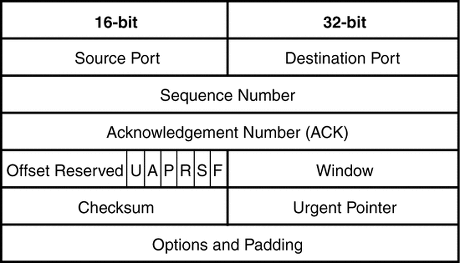 16-bit 32-bit
Source Port Destination Port
Sequence Number
Acknowledgement Number (ACK)
Offset Reserved U A P R S F Window
Checksum Urgent Pointer
Options and Padding